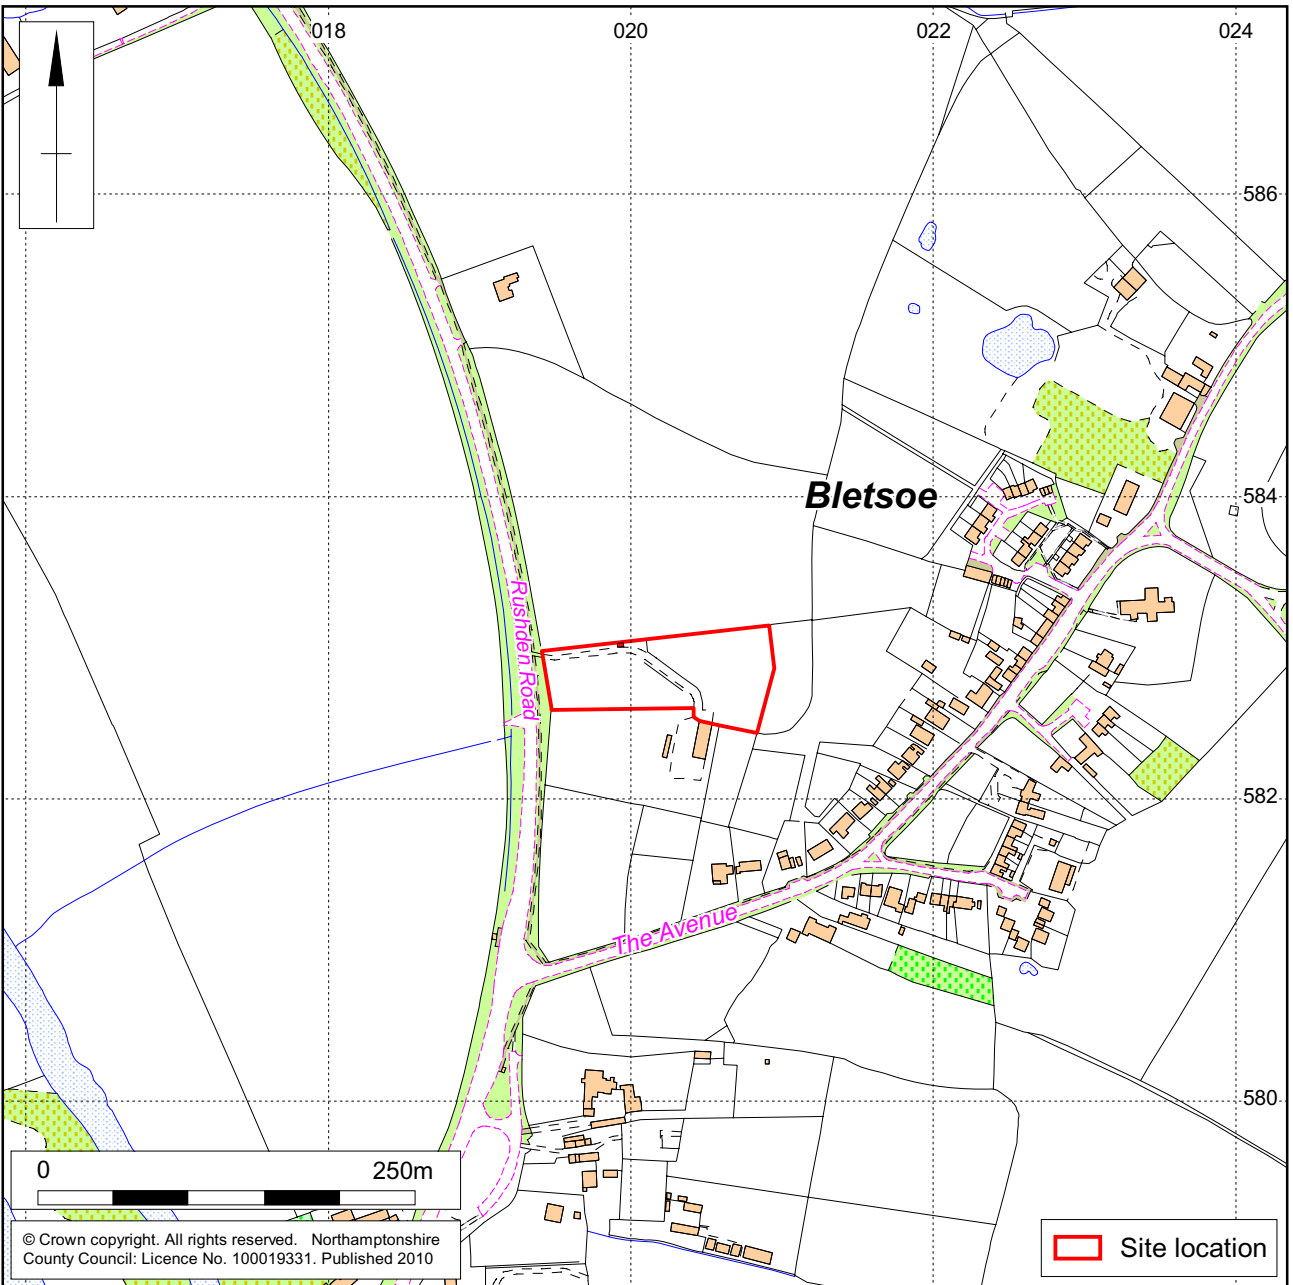 018
020
022
024
586
584
Bletsoe
Rushden Road
582
The Avenue
580
0 250m
© Crown copyright. All rights reserved. Northamptonshire
County Council: Licence No. 100019331. Published 2010
Site location